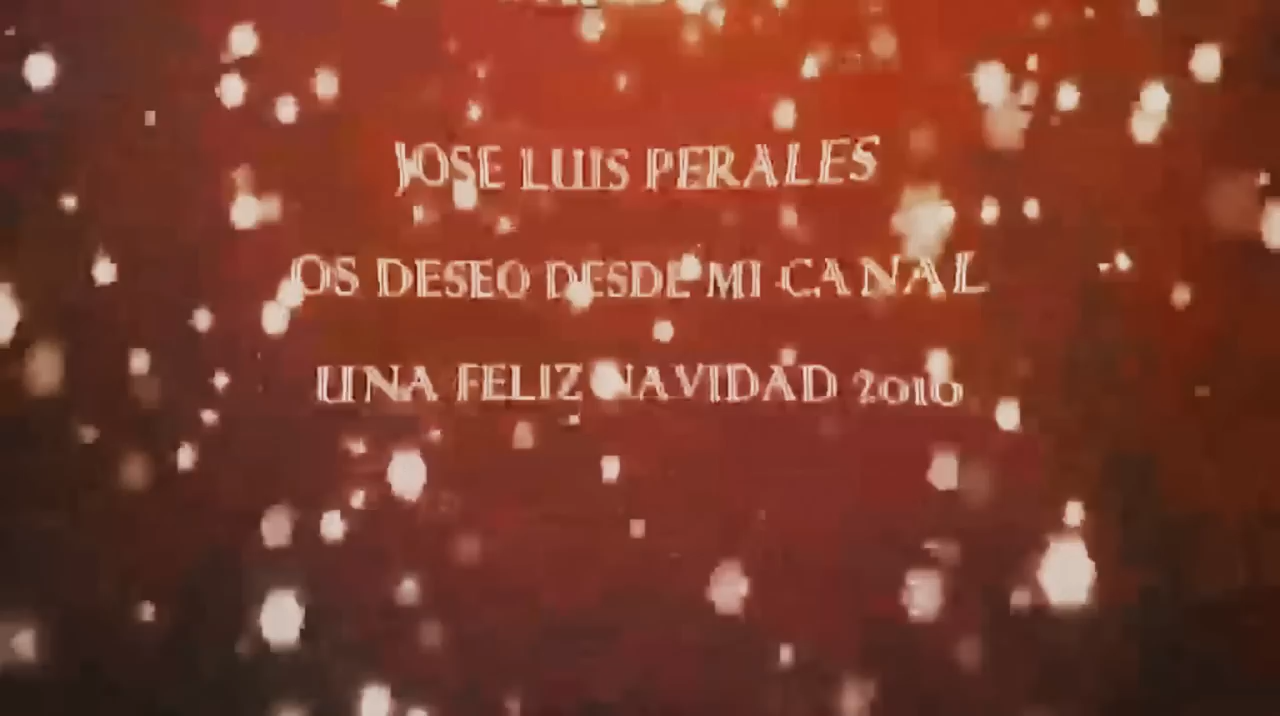 JOSE LUIS PERALES
OS DESEO DESDE MI CANAL
UNA FELIZ NAVIDAD 2010